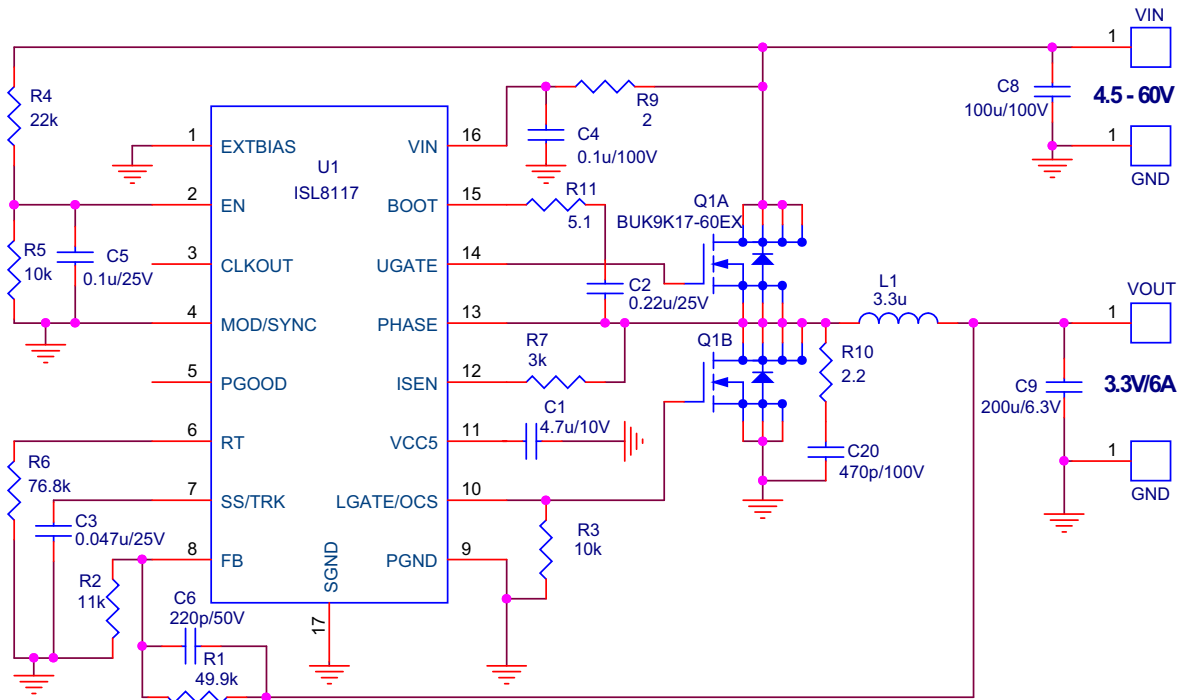 VIN
1
4.5 - 60V
C8
100u/100V
1
GND
R4
22k
R9
2
C4
0.1u/100V
1
EXTBIAS
U1
ISL8117
VIN
16
2
EN
BOOT
15
R11
5.1
Q1A
BUK9K17-60EX
R5
10k
C5
0.1u/25V
3
CLKOUT
UGATE
14
C2
0.22u/25V
L1
3.3u
VOUT
1
4
MOD/SYNC
PHASE
13
R7
3k
Q1B
R10
2.2
5
PGOOD
ISEN
12
C9
200u/6.3V
3.3V/6A
C1
4.7u/10V
6
RT
VCC5
11
C20
470p/100V
1
GND
R6
76.8k
7
SS/TRK
LGATE/OCS
10
C3
0.047u/25V
R3
10k
8
FB
SGND
PGND
9
R2
11k
C6
220p/50V
17
R1
49.9k